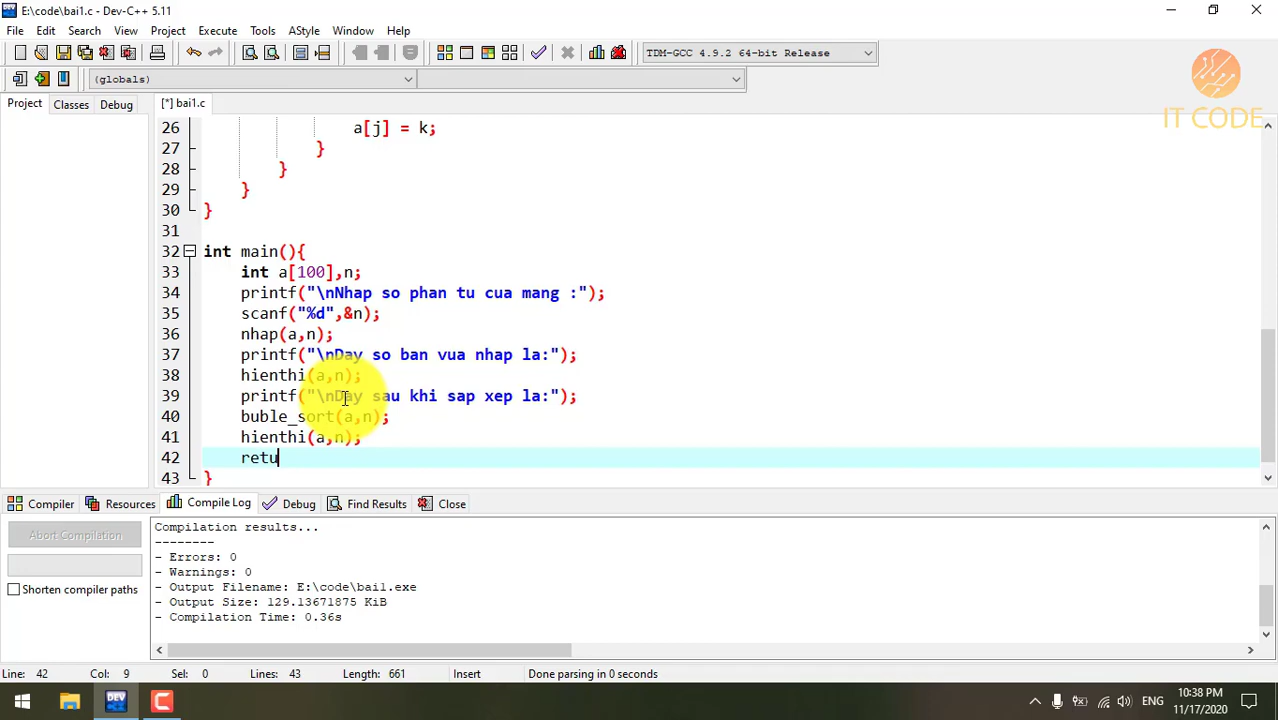 E:\code\bai1.c - Dev-C++ 5.11
File Edit Search View Project Execute Tools AStyle Window Help
TDM-GCC 4.9.2 64-bit Release
(globals)
IT CODE
Project Classes Debug
[*] bai1.c
26 a[j] = k;
27 }
28 }
29 }
30 }
31
32 int main(){
33 int a[100],n;
34 printf("\nNhap so phan tu cua mang :");
35 scanf("%d",&n);
36 nhap(a,n);
37 printf("\nDay so ban vua nhap la:");
38 hienthi(a,n);
39 printf("\nDay sau khi sap xep la:");
40 buble_sort(a,n);
41 hienthi(a,n);
42 retu
43 }
Compiler Resources Compile Log Debug Find Results Close
Abort Compilation
Shorten compiler paths
Compilation results...
--------
- Errors: 0
- Warnings: 0
- Output Filename: E:\code\bai1.exe
- Output Size: 129.13671875 KiB
- Compilation Time: 0.36s
Line: 42 Col: 9 Sel: 0 Lines: 43 Length: 661 Insert Done parsing in 0 seconds
DEV
ENG
10:38 PM
11/17/2020